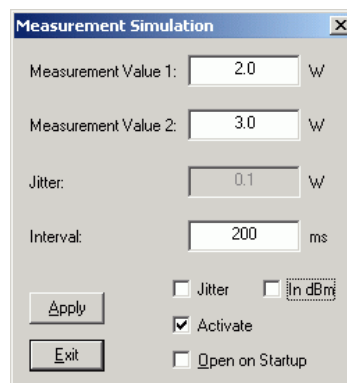 Measurement Simulation
Measurement Value 1: 2.0 W
Measurement Value 2: 3.0 W
Jitter: 0.1 W
Interval: 200 ms
Jitter In dBm
Apply
Activate
Exit
Open on Startup